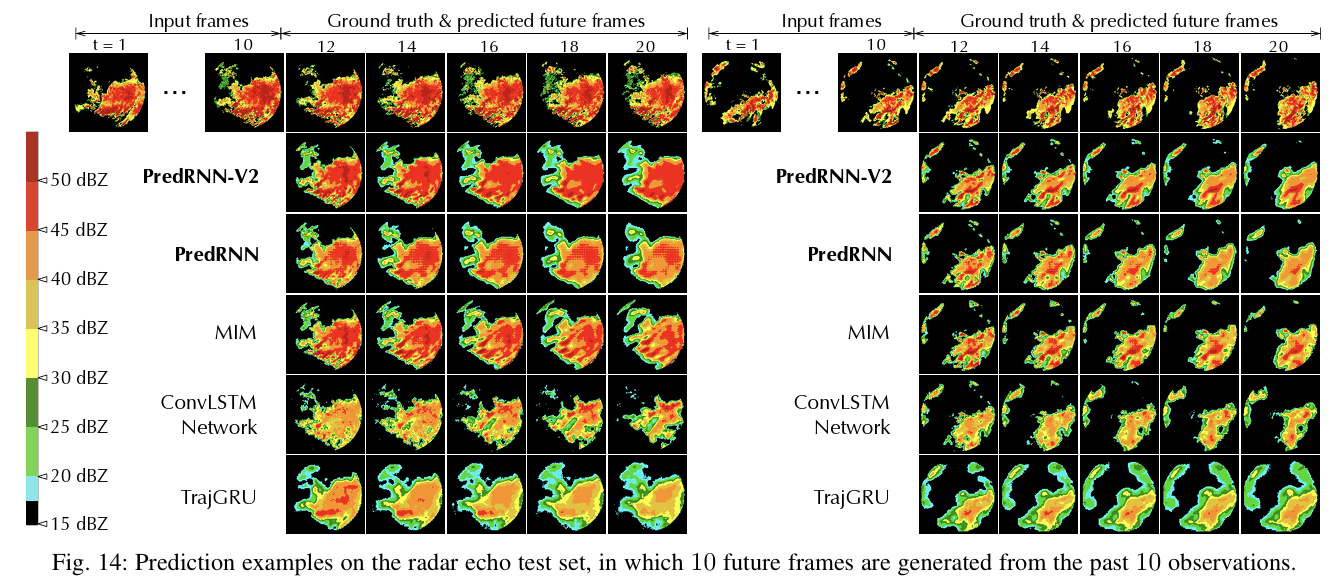 Input frames Ground truth & predicted future frames Input frames Ground truth & predicted future frames
t = 1 10 12 14 16 18 20 t = 1 10 12 14 16 18 20
... ...
50 dBZ PredRNN-V2 PredRNN-V2
45 dBZ
PredRNN PredRNN
40 dBZ
35 dBZ MIM MIM
30 dBZ
ConvLSTM ConvLSTM
25 dBZ Network Network
20 dBZ
TrajGRU TrajGRU
15 dBZ
Fig. 14: Prediction examples on the radar echo test set, in which 10 future frames are generated from the past 10 observations.